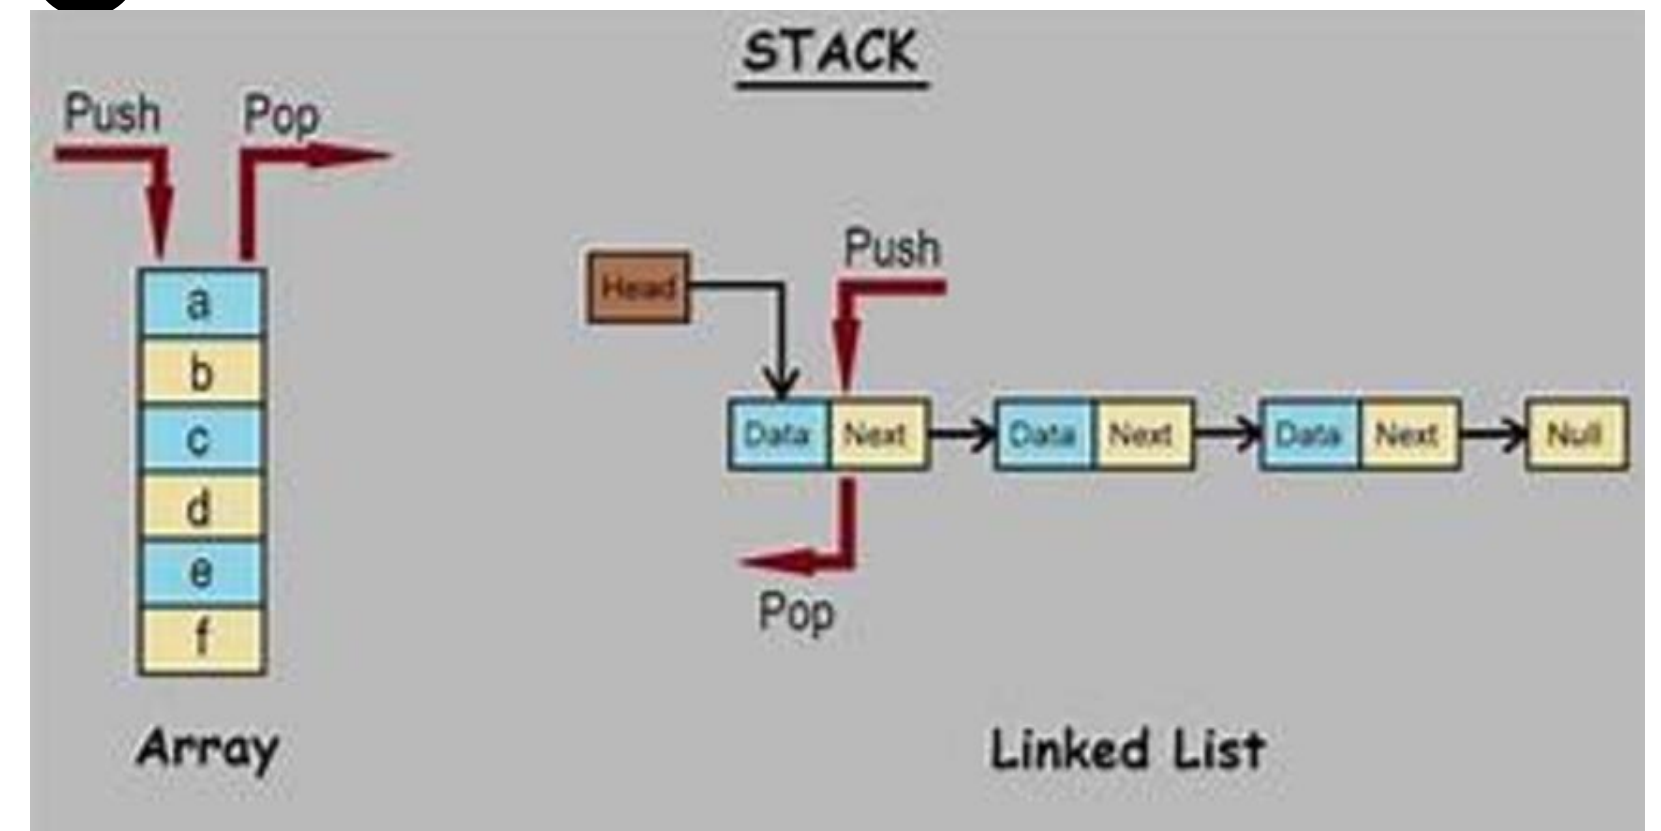 STACK
Push Pop
a
b
c
d
e
f
Array
Head
Push
Data Next Data Next Data Next Null
Pop
Linked List